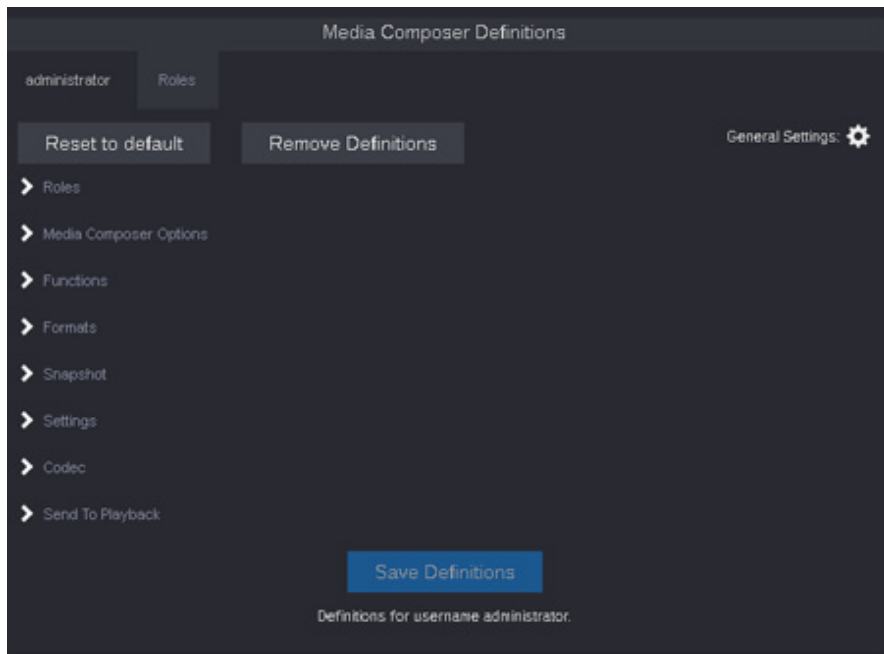 Media Composer Definitions
administrator Roles
Reset to default Remove Definitions General Settings:
Roles
Media Composer Options
Functions
Formats
Snapshot
Settings
Codec
Send To Playback
Save Definitions
Definitions for username administrator.